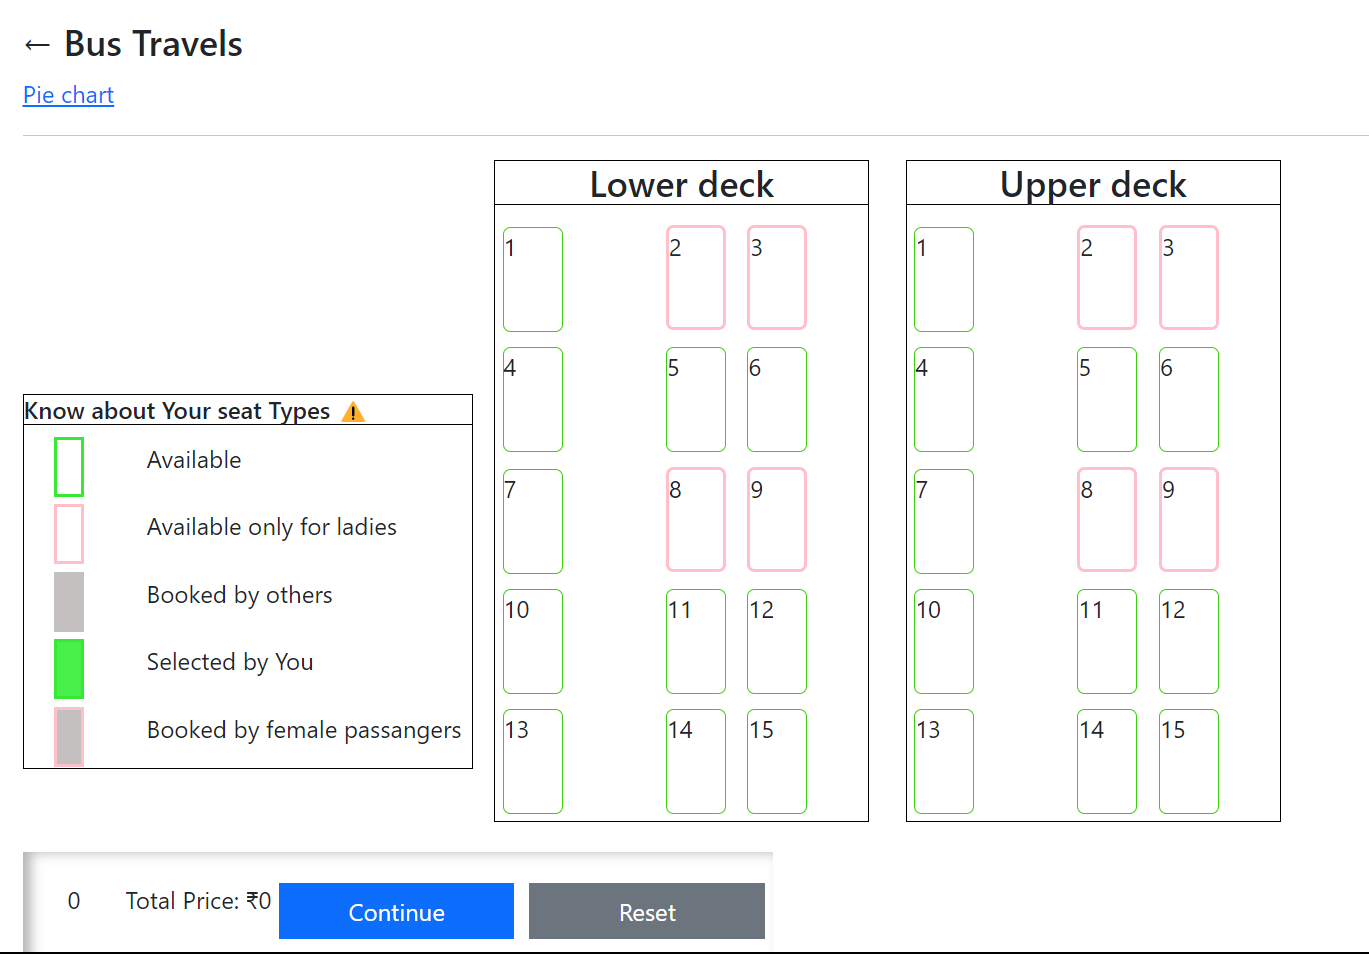 ← Bus Travels
Pie chart
Know about Your seat Types ⚠
Available
Available only for ladies
Booked by others
Selected by You
Booked by female passangers
Lower deck
1 2 3
4 5 6
7 8 9
10 11 12
13 14 15
Upper deck
1 2 3
4 5 6
7 8 9
10 11 12
13 14 15
0 Total Price: ₹0 Continue Reset